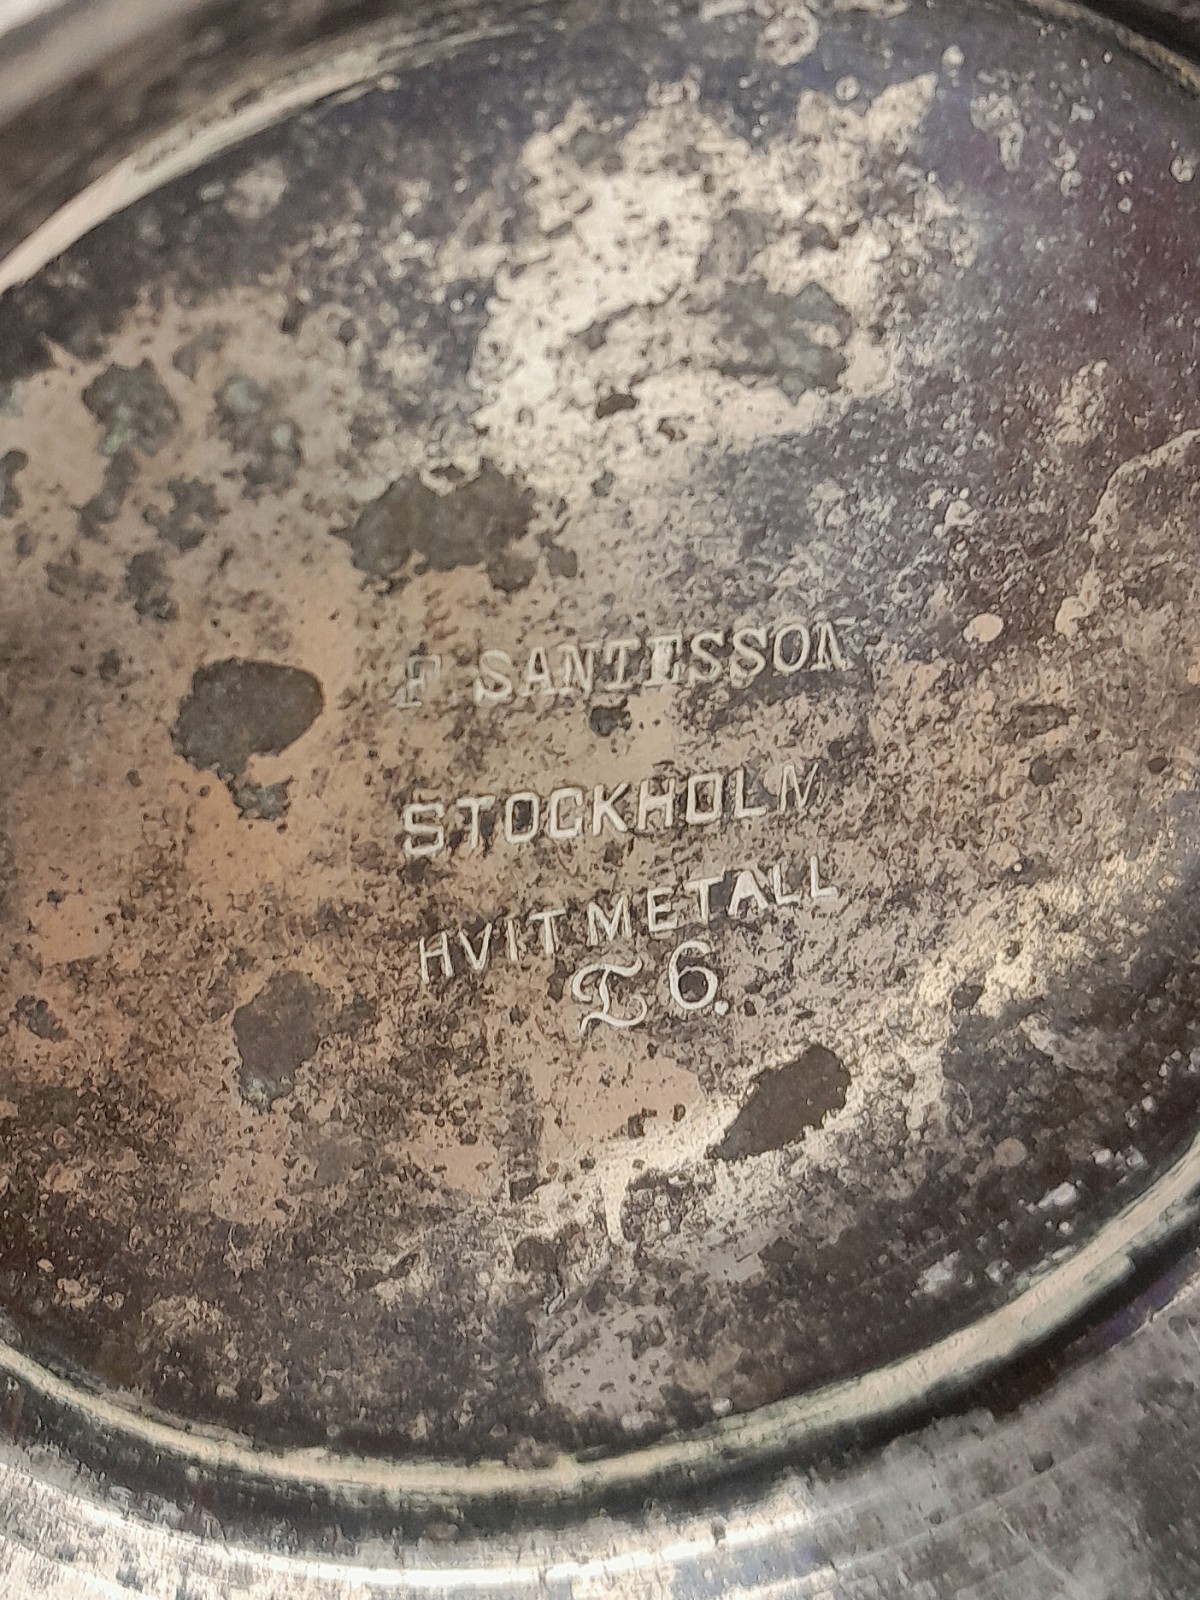 F. SANTESSON
STOCKHOLM
HVIT METALL
T 6.